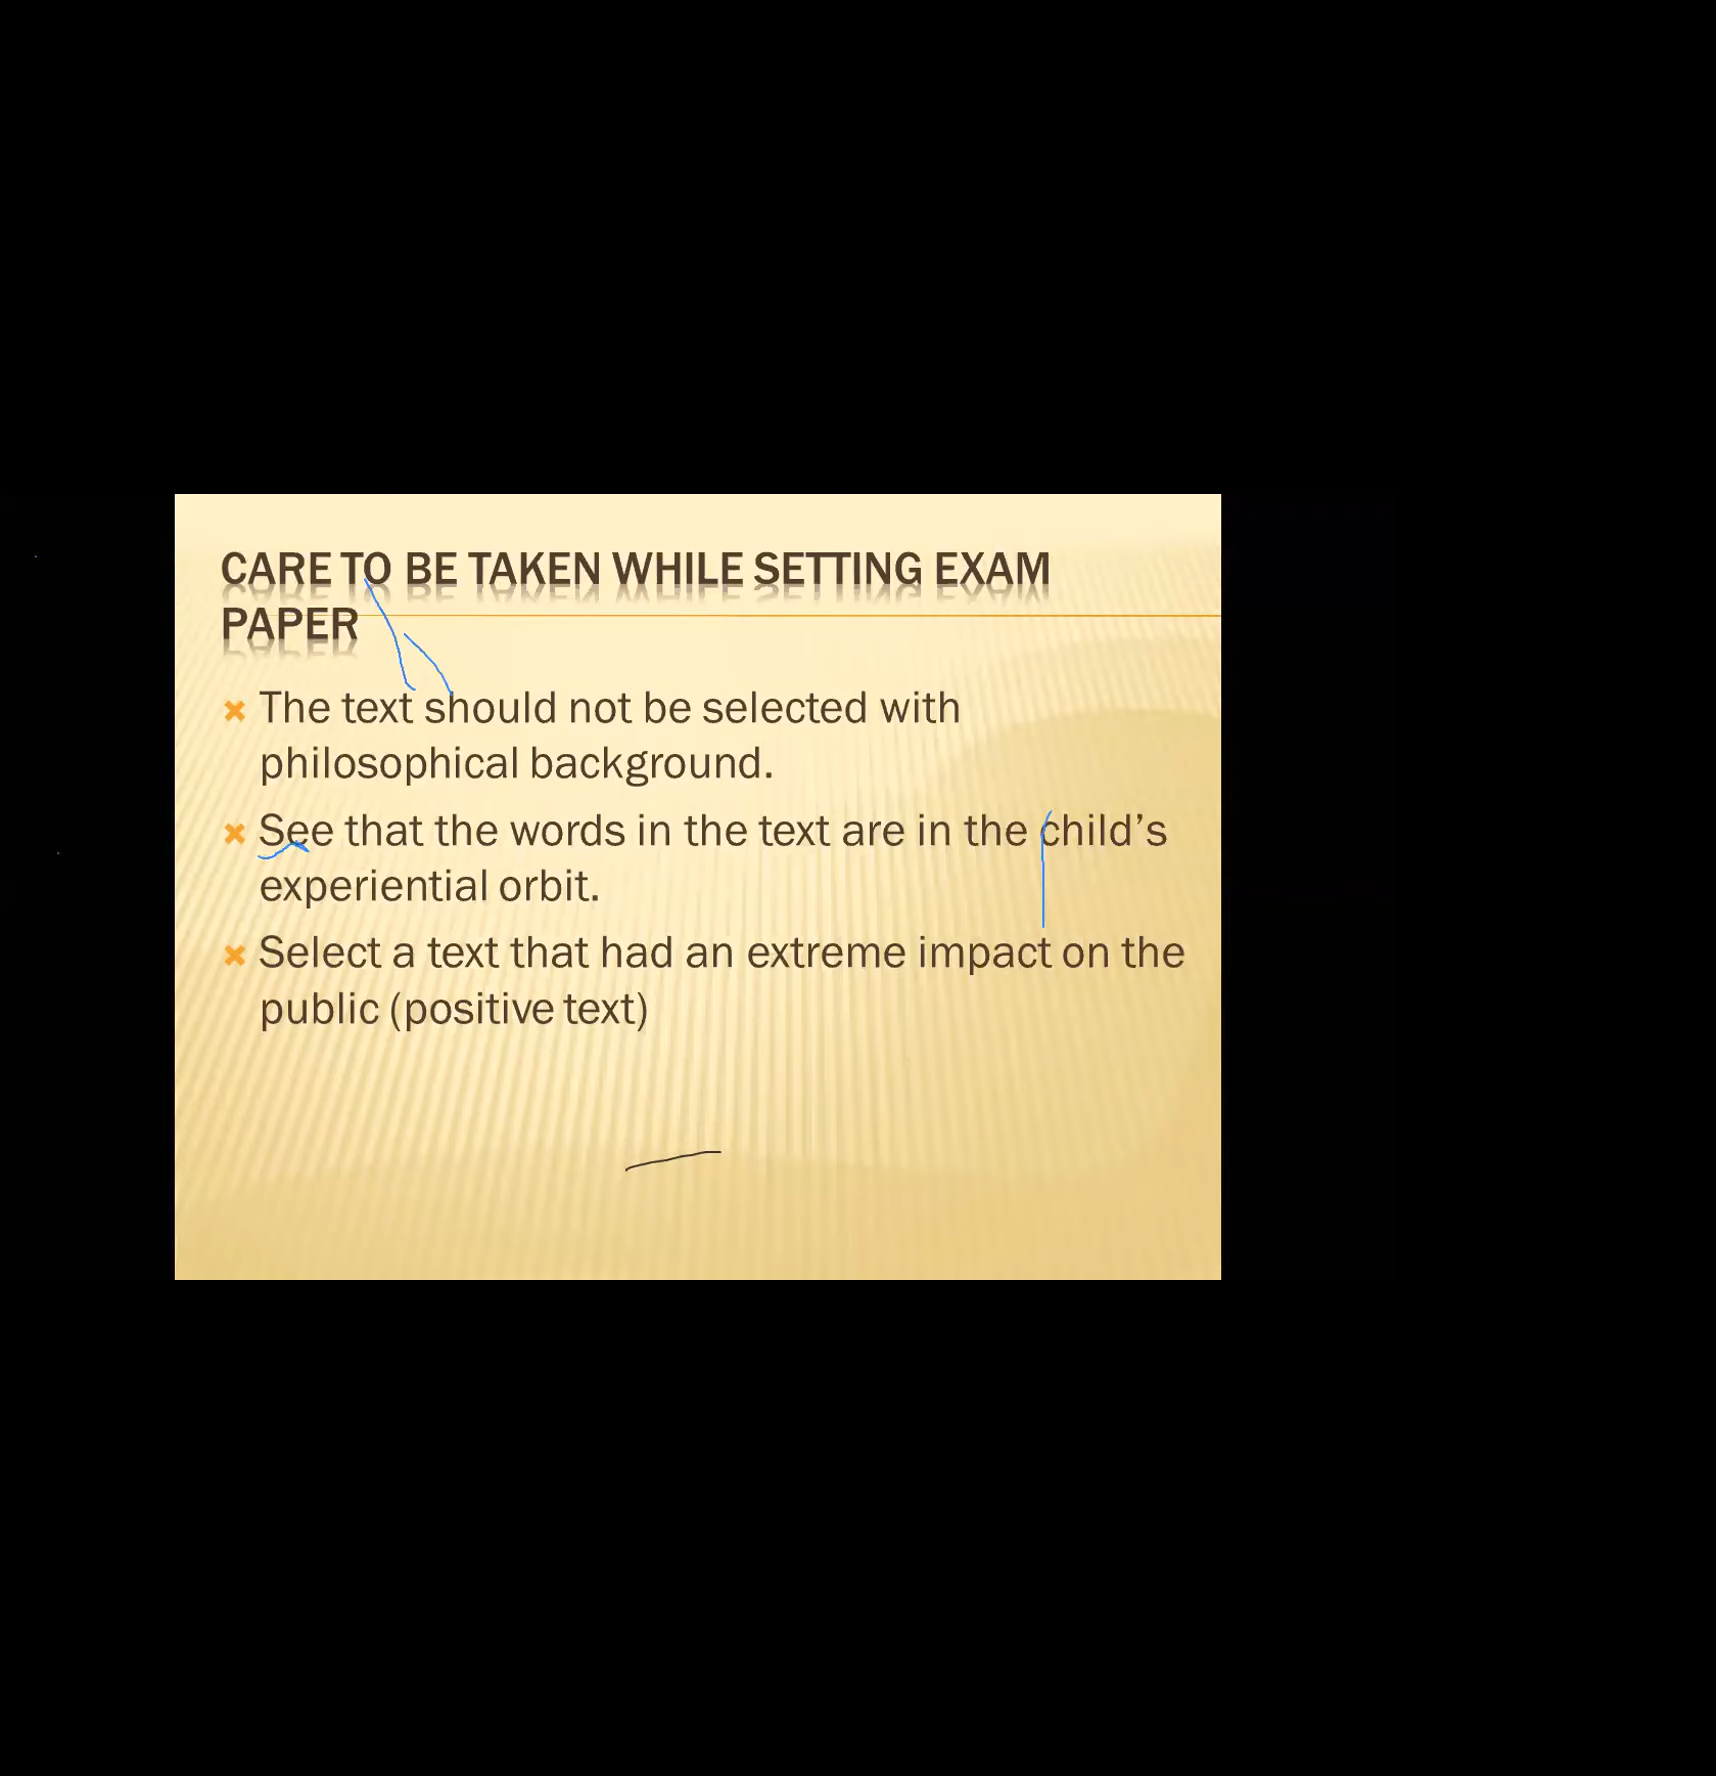 CARE TO BE TAKEN WHILE SETTING EXAM
PAPER
The text should not be selected with
philosophical background.
See that the words in the text are in the child’s
experiential orbit.
Select a text that had an extreme impact on the
public (positive text)